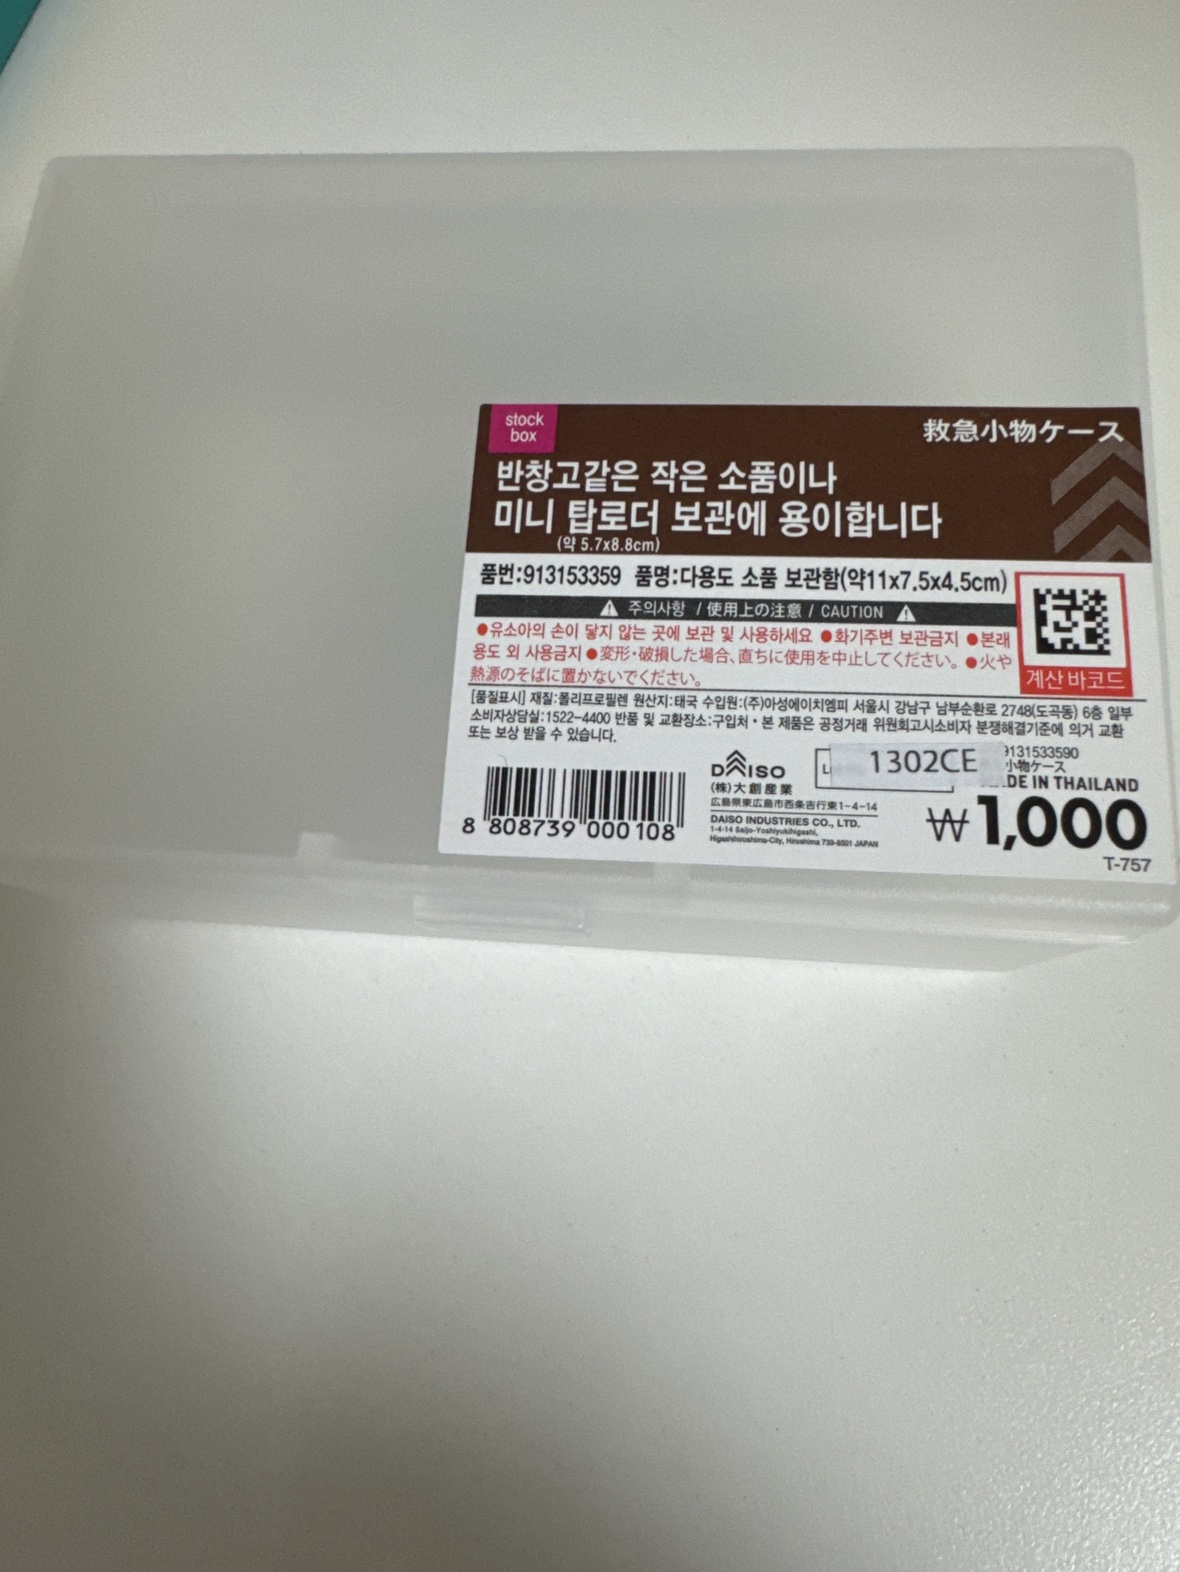 stock
box
救急小物ケース
반창고같은 작은 소품이나
미니 탑로더 보관에 용이합니다
(약 5.7x8.8cm)
품번:913153359 품명:다용도 소품 보관함(약11x7.5x4.5cm)
주의사항 / 使用上の注意 / CAUTION
●유소아의 손이 닿지 않는 곳에 보관 및 사용하세요 ●화기주변 보관금지 ●본래
용도 외 사용금지 ●変形・破損した場合、直ちに使用を中止してください。●火や
熱源のそばに置かないでください。
계산 바코드
[품질표시] 재질:폴리프로필렌 원산지:태국 수입원:(주)아성에이치엠피 서울시 강남구 남부순환로 2748(도곡동) 6층 일부
소비자상담실:1522-4400 반품 및 교환장소:구입처 • 본 제품은 공정거래 위원회고시소비자 분쟁해결기준에 의거 교환
또는 보상 받을 수 있습니다.
8 808739 000108
DAISO
(株)大創産業
広島県東広島市西条吉行東1-4-14
DAISO INDUSTRIES CO., LTD.
1-4-14 Saijo-Yoshiyukihigashi,
Higashihiroshima-City, Hiroshima 739-8501 JAPAN
1302CE
9131533590
小物ケース
DE IN THAILAND
₩1,000
T-757